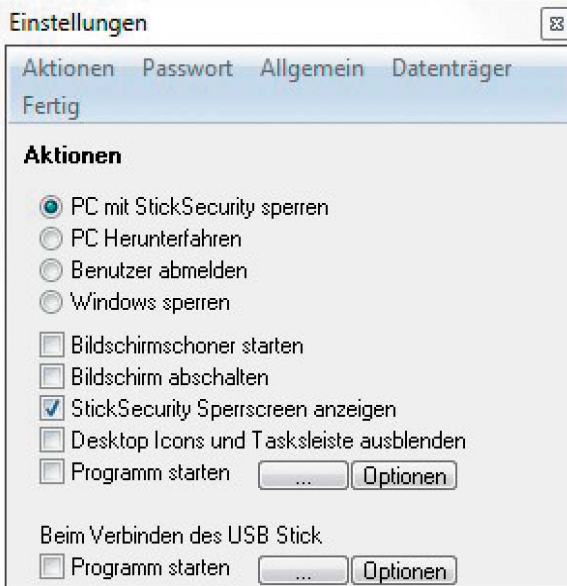 Einstellungen
Aktionen Passwort Allgemein Datenträger
Fertig
Aktionen
PC mit StickSecurity sperren
PC Herunterfahren
Benutzer abmelden
Windows sperren
Bildschirmschoner starten
Bildschirm abschalten
StickSecurity Sperrscreen anzeigen
Desktop Icons und Tasksleiste ausblenden
Programm starten ... Optionen
Beim Verbinden des USB Stick
Programm starten ... Optionen